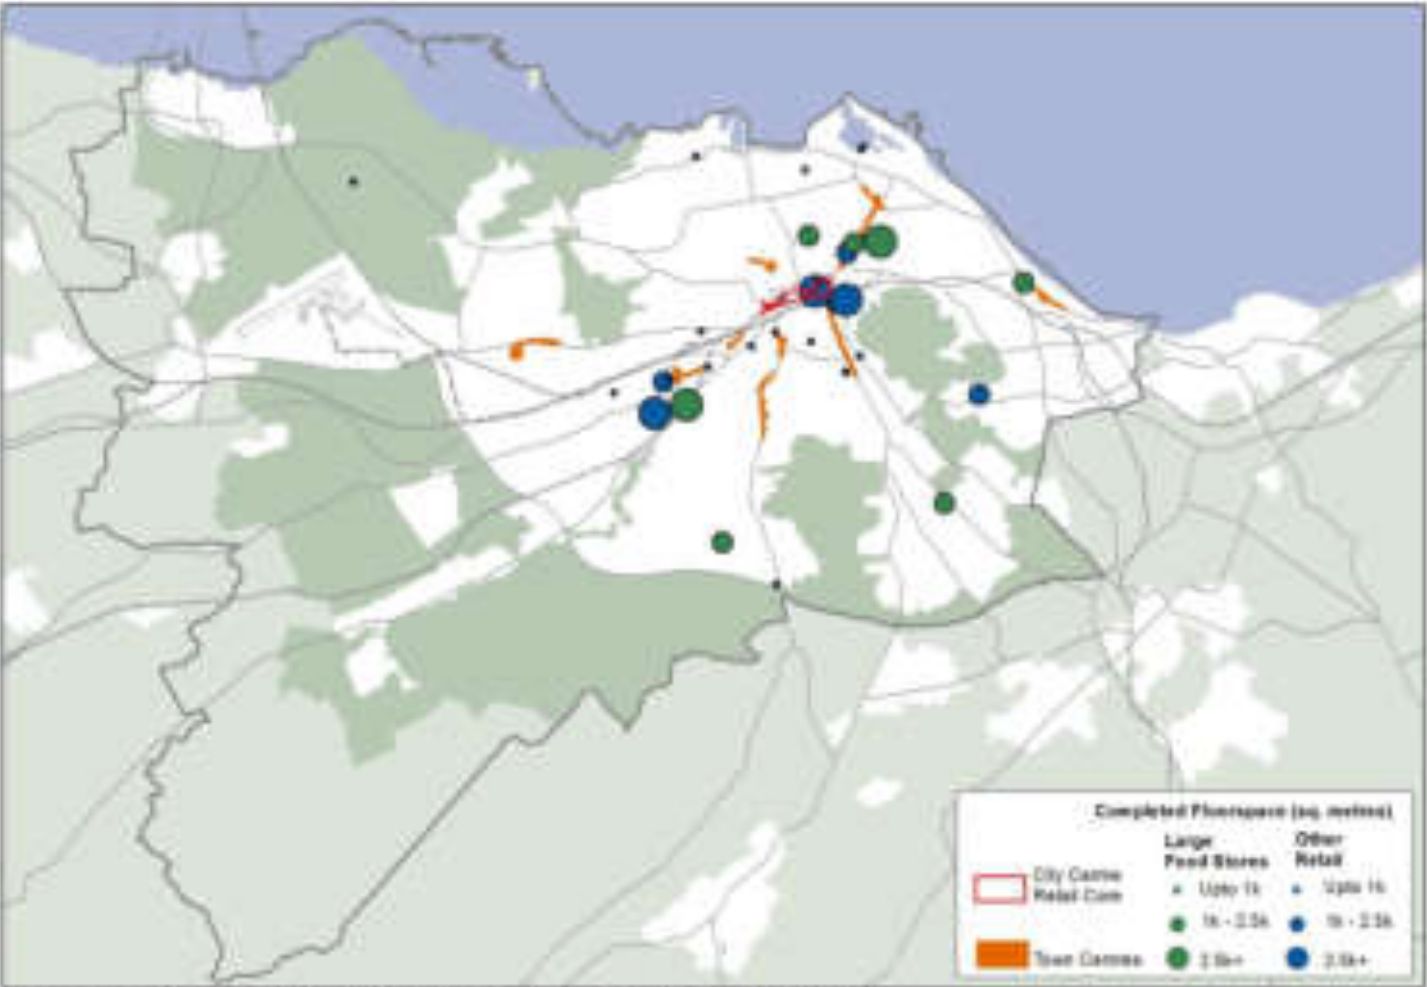 Completed Floorspace (sq. metres)
Large
Food Stores
Other
Retail
City Centre
Retail Core
Upto 1k
Upto 1k
1k - 2.5k
1k - 2.5k
Town Centres
2.5k+
2.5k+